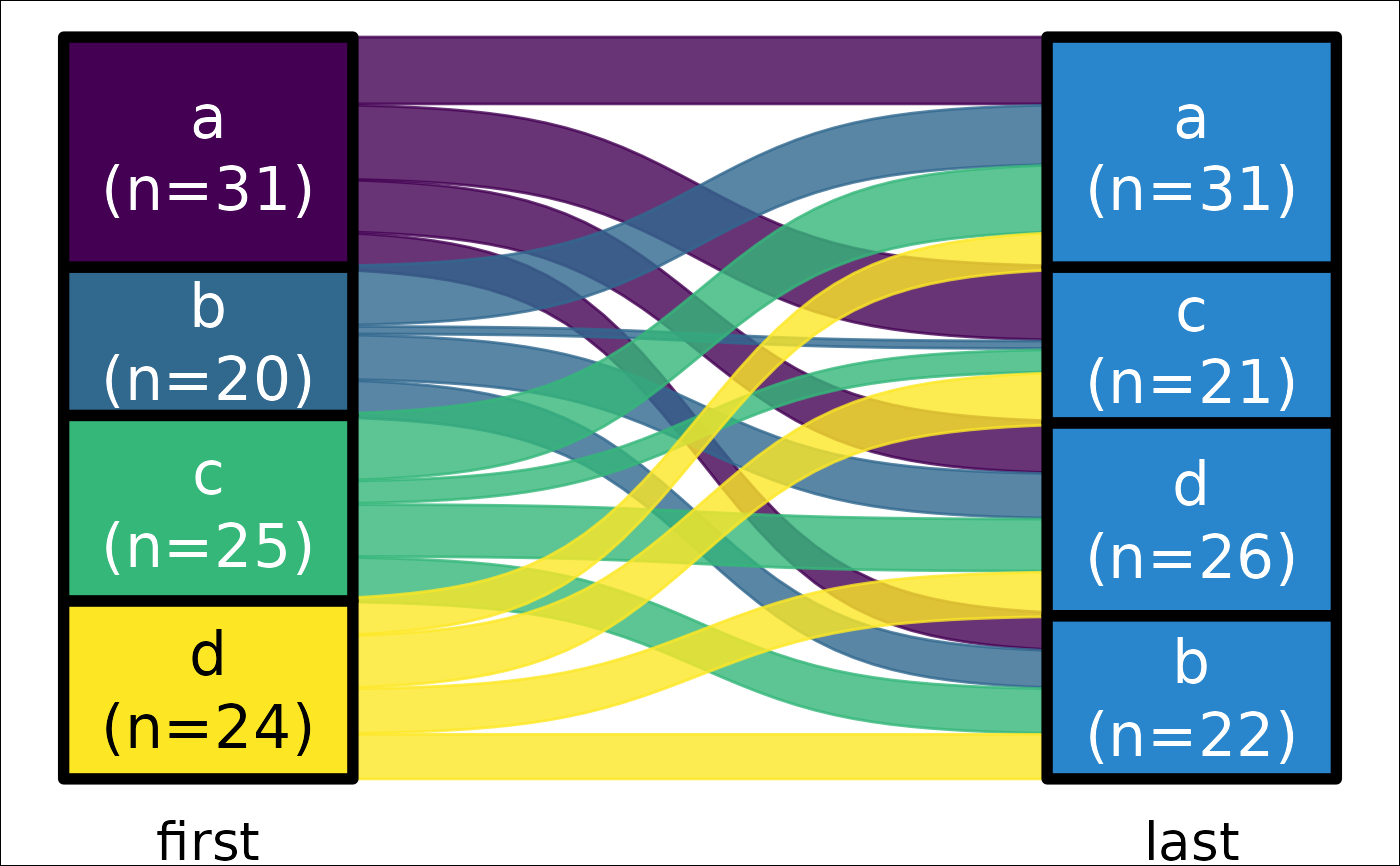 a
(n=31)
b
(n=20)
c
(n=25)
d
(n=24)
first
a
(n=31)
c
(n=21)
d
(n=26)
b
(n=22)
last